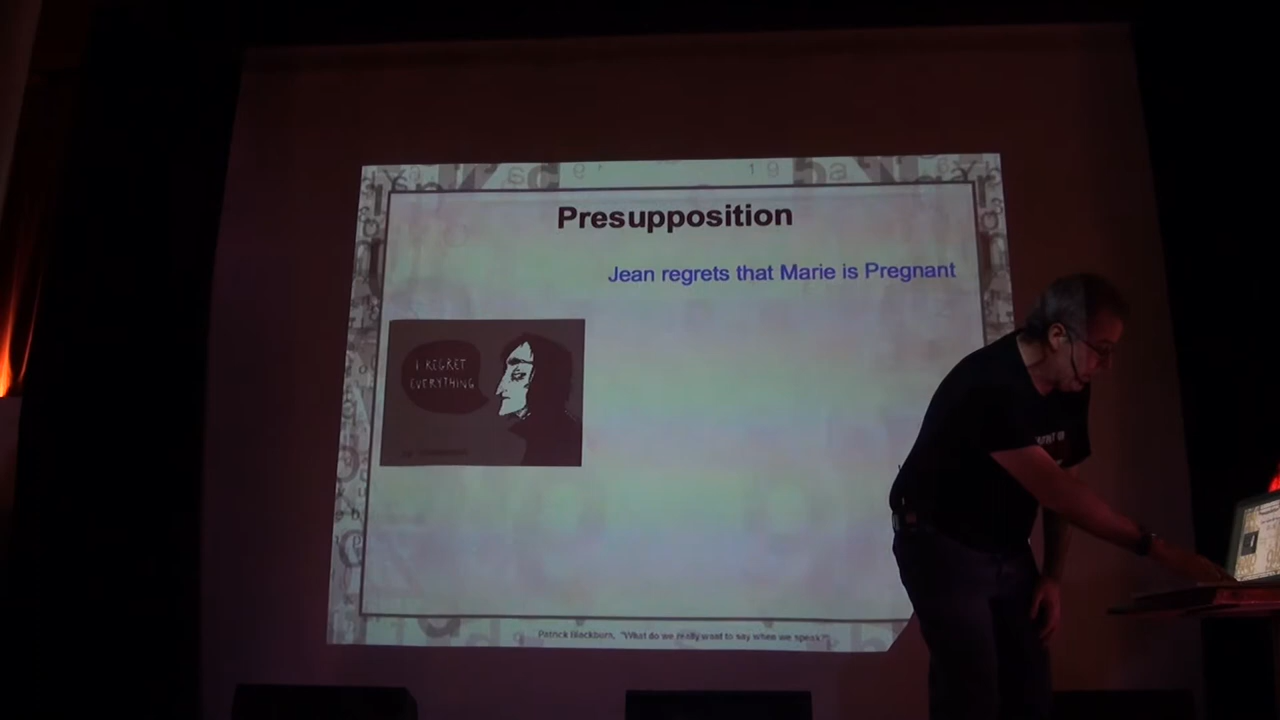 Presupposition
Jean regrets that Marie is Pregnant
I REGRET
EVERYTHING
Patrick Blackburn, "What do we really want to say when we speak?"